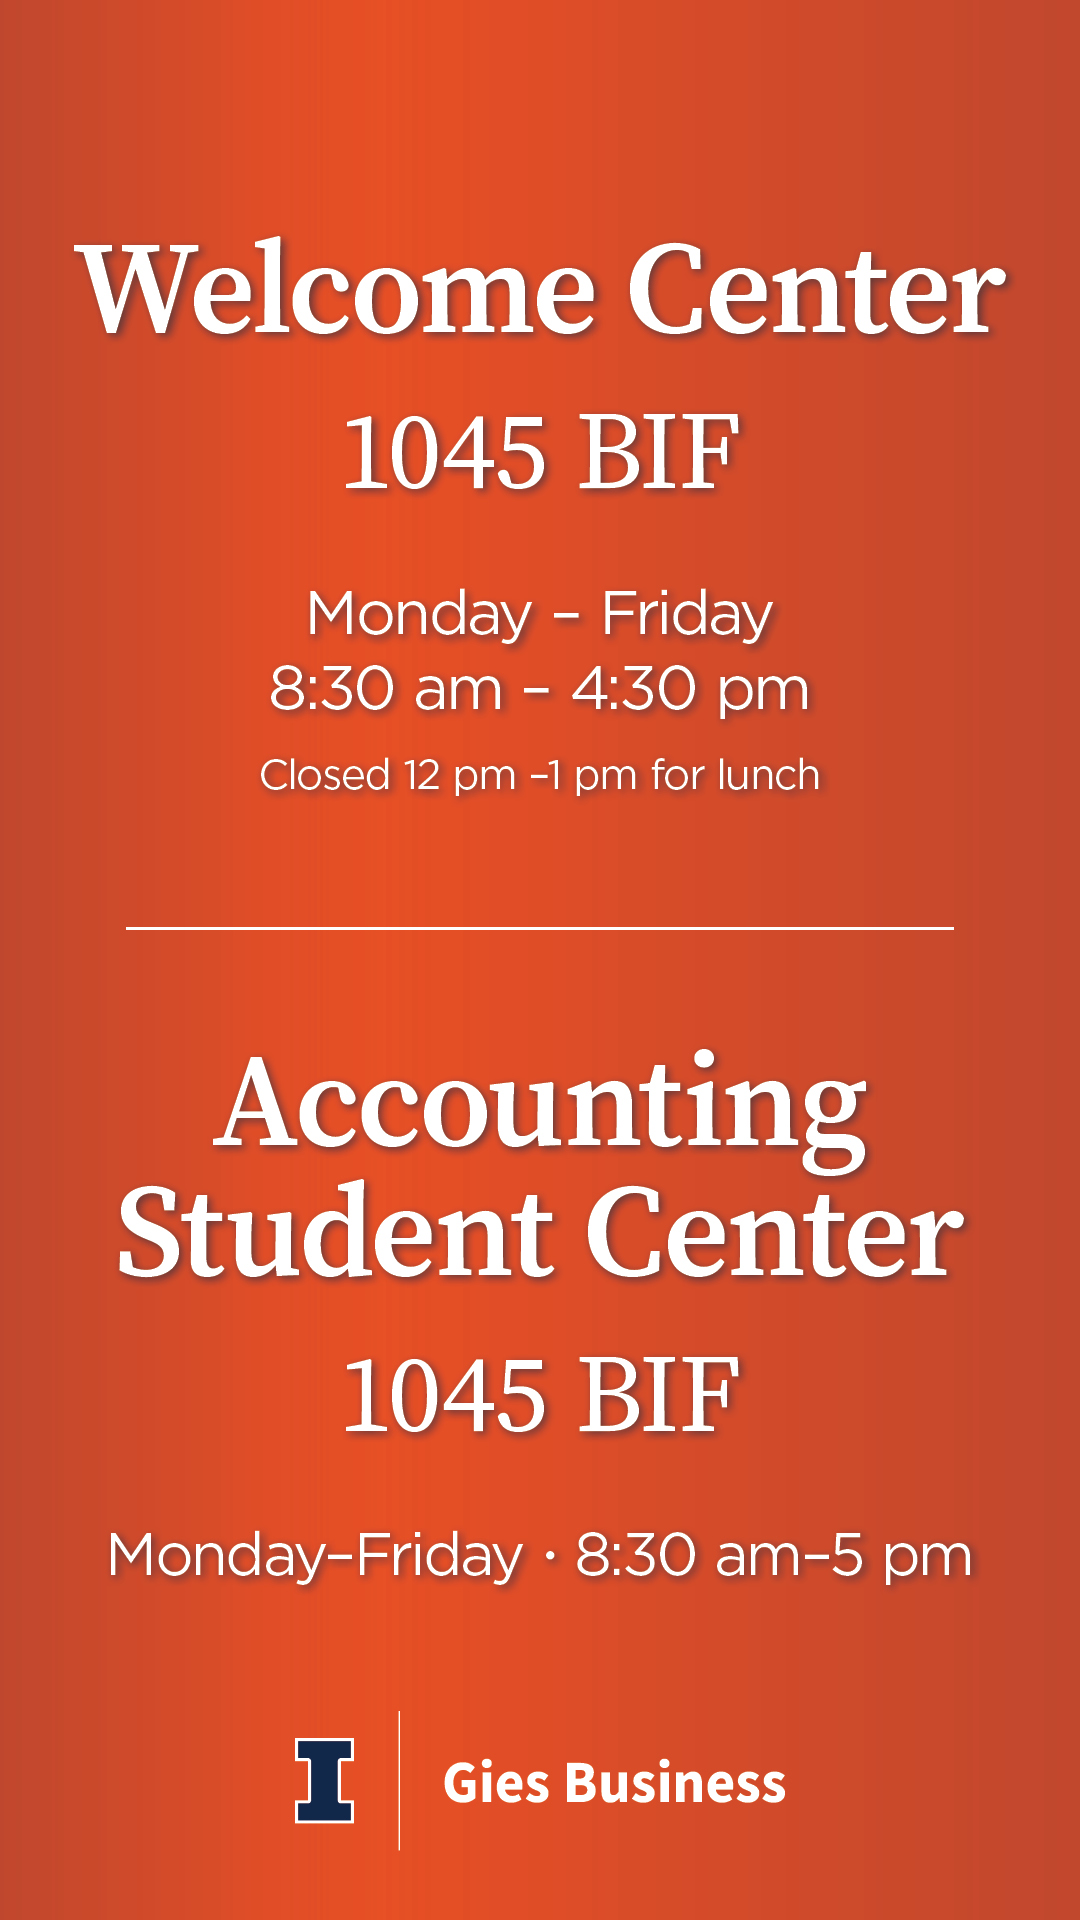 Welcome Center
1045 BIF
Monday – Friday
8:30 am – 4:30 pm
Closed 12 pm –1 pm for lunch
Accounting
Student Center
1045 BIF
Monday–Friday · 8:30 am–5 pm
I
Gies Business